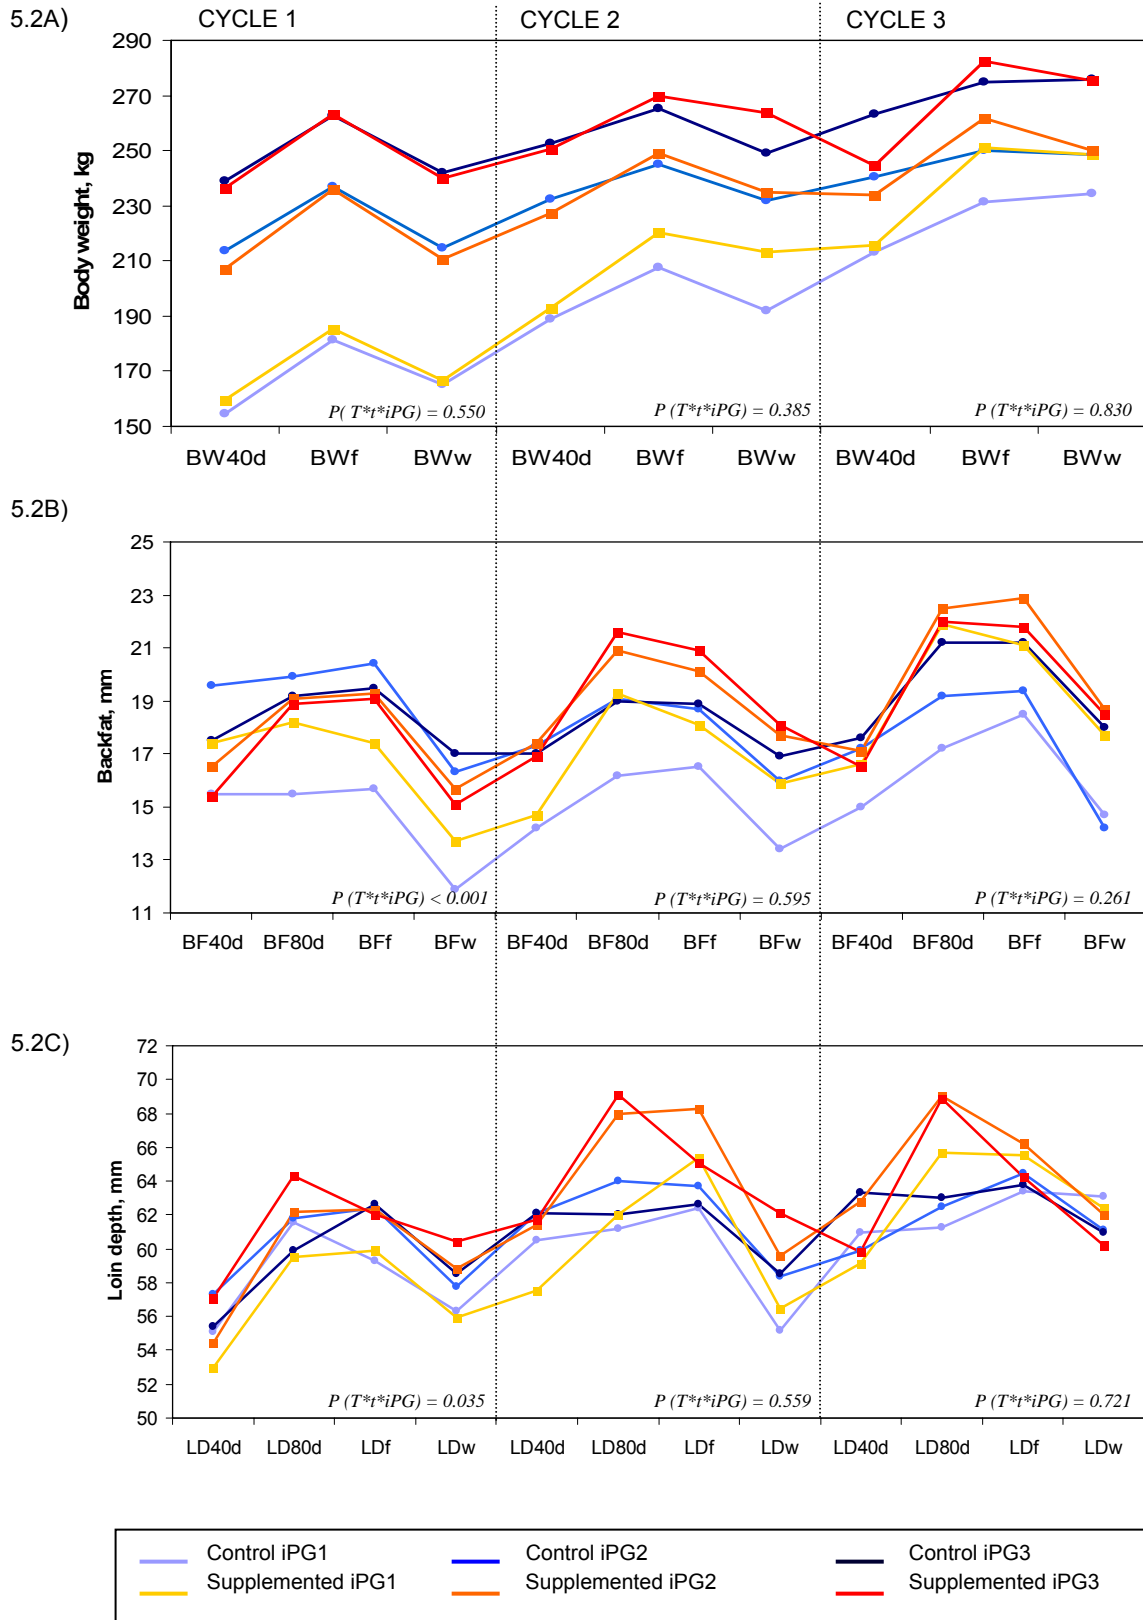 5.2A)
CYCLE 1 CYCLE 2 CYCLE 3
290
270
250
230
210
190
170
150
Body weight, kg
P( T*t*iPG) = 0.550 P (T*t*iPG) = 0.385 P (T*t*iPG) = 0.830
BW40d BWf BWw BW40d BWf BWw BW40d BWf BWw
5.2B)
25
23
21
19
17
15
13
11
Backfat, mm
P (T*t*iPG) < 0.001 P (T*t*iPG) = 0.595 P (T*t*iPG) = 0.261
BF40d BF80d BFf BFw BF40d BF80d BFf BFw BF40d BF80d BFf BFw
5.2C)
72
70
68
66
64
62
60
58
56
54
52
50
Loin depth, mm
P (T*t*iPG) = 0.035 P (T*t*iPG) = 0.559 P (T*t*iPG) = 0.721
LD40d LD80d LDf LDw LD40d LD80d LDf LDw LD40d LD80d LDf LDw
Control iPG1 Control iPG2 Control iPG3
Supplemented iPG1 Supplemented iPG2 Supplemented iPG3